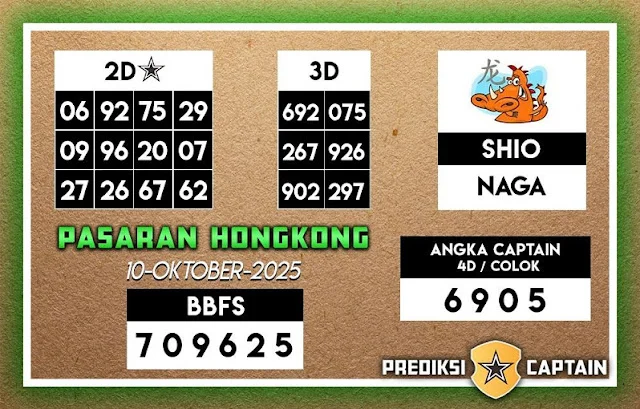 2D
06 92 75 29
09 96 20 07
27 26 67 62
3D
692 075
267 926
902 297
龙
SHIO
NAGA
PASARAN HONGKONG
10-OKTOBER-2025
BBFS
709625
ANGKA CAPTAIN
4D / COLOK
6905
PREDIKSI CAPTAIN